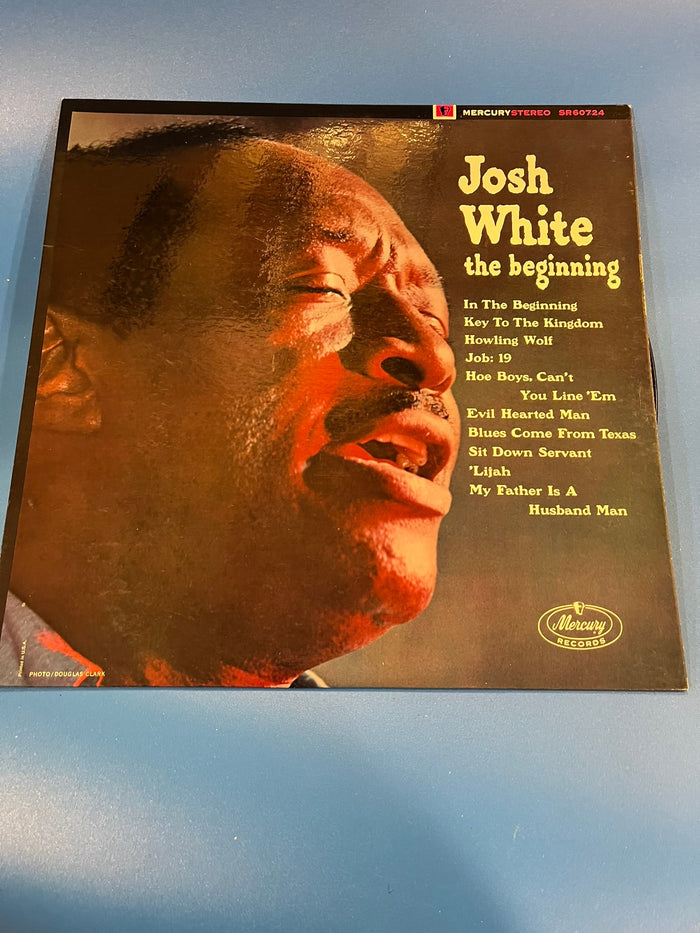 MERCURY STEREO SR60724
Josh
White
the beginning
In The Beginning
Key To The Kingdom
Howling Wolf
Job: 19
Hoe Boys, Can't
You Line 'Em
Evil Hearted Man
Blues Come From Texas
Sit Down Servant
'Lijah
My Father Is A
Husband Man
Mercury
RECORDS
Printed in U.S.A.
PHOTO/DOUGLAS CLARK